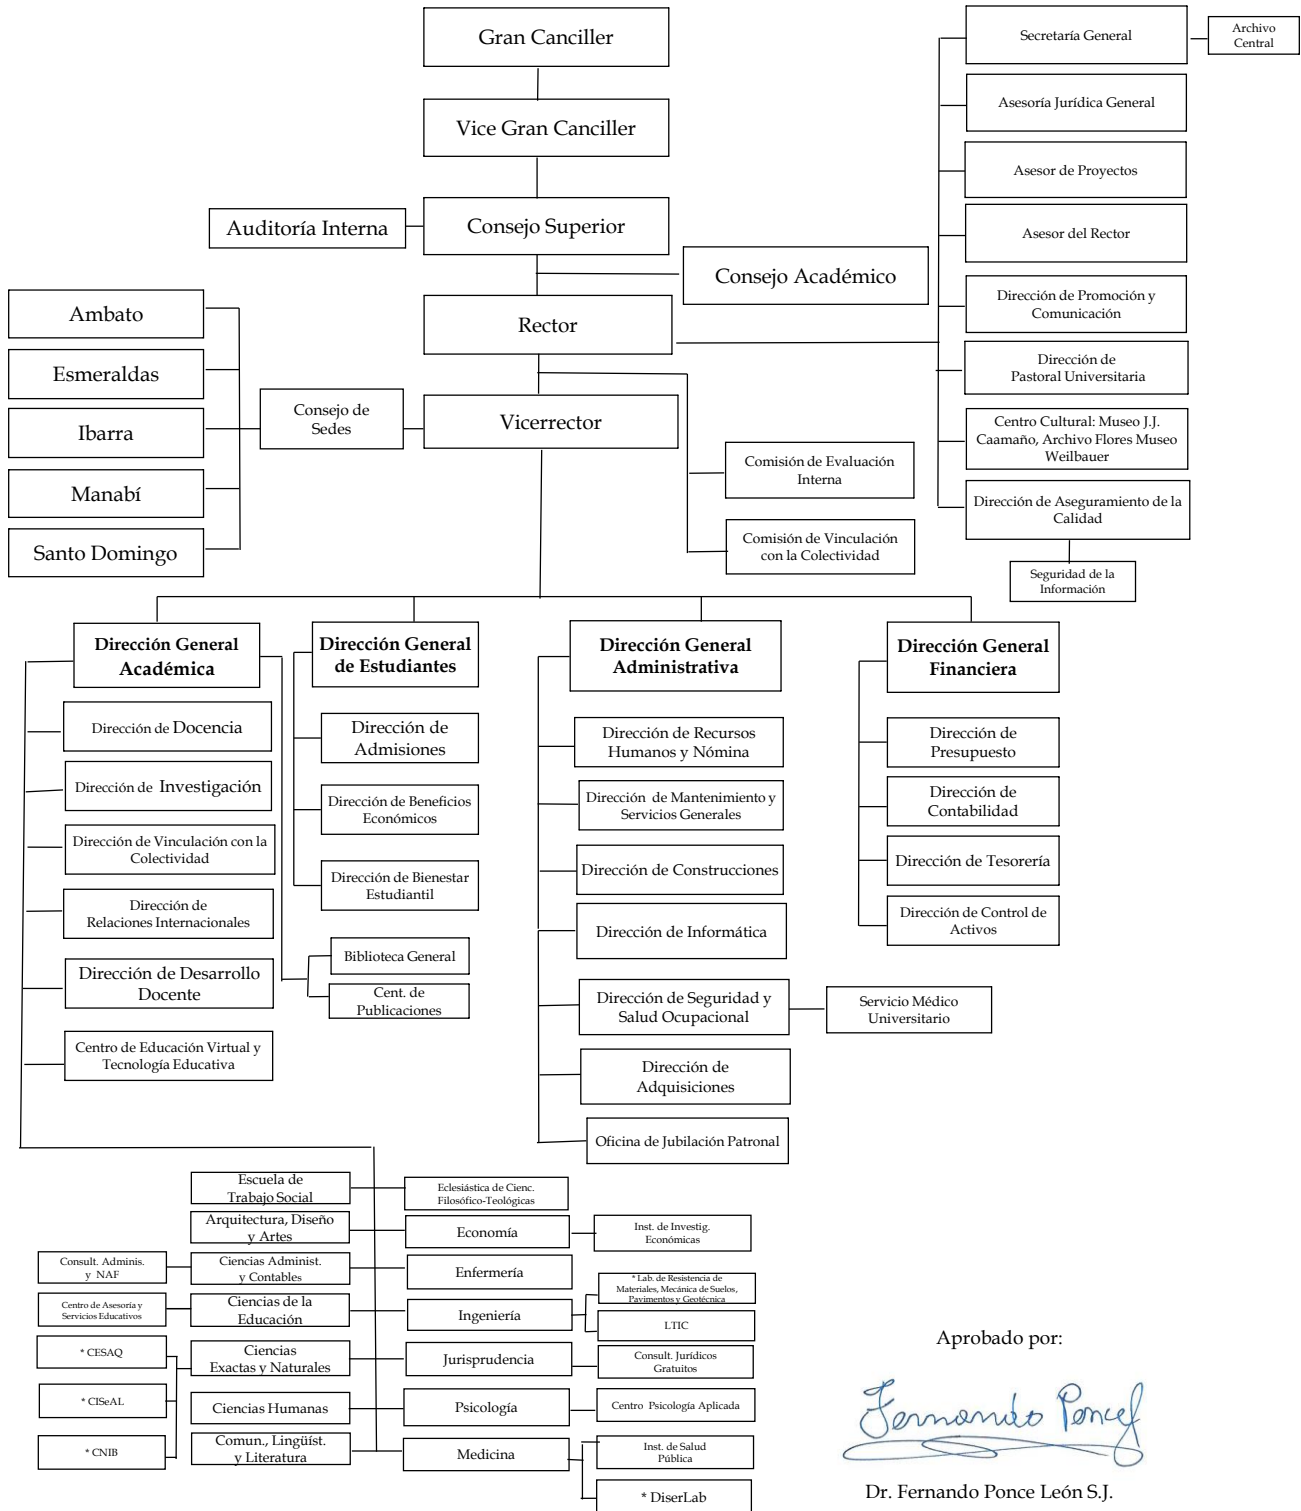 Gran Canciller
Vice Gran Canciller
Auditoría Interna
Consejo Superior
Consejo Académico
Rector
Consejo de
Sedes
Vicerrector
Ambato
Esmeraldas
Ibarra
Manabí
Santo Domingo
Comisión de Evaluación
Interna
Comisión de Vinculación
con la Colectividad
Secretaría General
Archivo
Central
Asesoría Jurídica General
Asesor de Proyectos
Asesor del Rector
Dirección de Promoción y
Comunicación
Dirección de
Pastoral Universitaria
Centro Cultural: Museo J.J.
Caamaño, Archivo Flores Museo
Weilbauer
Dirección de Aseguramiento de la
Calidad
Seguridad de la
Información
Dirección General
Académica
Dirección de Docencia
Dirección de Investigación
Dirección de Vinculación con la
Colectividad
Dirección de
Relaciones Internacionales
Dirección de Desarrollo
Docente
Centro de Educación Virtual y
Tecnología Educativa
Dirección General
de Estudiantes
Dirección de
Admisiones
Dirección de Beneficios
Económicos
Dirección de Bienestar
Estudiantil
Biblioteca General
Cent. de
Publicaciones
Dirección General
Administrativa
Dirección de Recursos
Humanos y Nómina
Dirección de Mantenimiento y
Servicios Generales
Dirección de Construcciones
Dirección de Informática
Dirección de Seguridad y
Salud Ocupacional
Servicio Médico
Universitario
Dirección de
Adquisiciones
Oficina de Jubilación Patronal
Dirección General
Financiera
Dirección de
Presupuesto
Dirección de
Contabilidad
Dirección de Tesorería
Dirección de Control de
Activos
Escuela de
Trabajo Social
Eclesiástica de Cienc.
Filosófico-Teológicas
Arquitectura, Diseño
y Artes
Economía
Inst. de Investig.
Económicas
Consult. Adminis.
y NAF
Ciencias Administ.
y Contables
Enfermería
Centro de Asesoría y
Servicios Educativos
Ciencias de la
Educación
Ingeniería
* Lab. de Resistencia de
Materiales, Mecánica de Suelos,
Pavimentos y Geotécnica
LTIC
* CESAQ
* CISeAL
* CNIB
Ciencias
Exactas y Naturales
Jurisprudencia
Consult. Jurídicos
Gratuitos
Ciencias Humanas
Psicología
Centro Psicología Aplicada
Comun., Lingüíst.
y Literatura
Medicina
Inst. de Salud
Pública
* DiserLab
Aprobado por:
Fernando Ponce
Dr. Fernando Ponce León S.J.